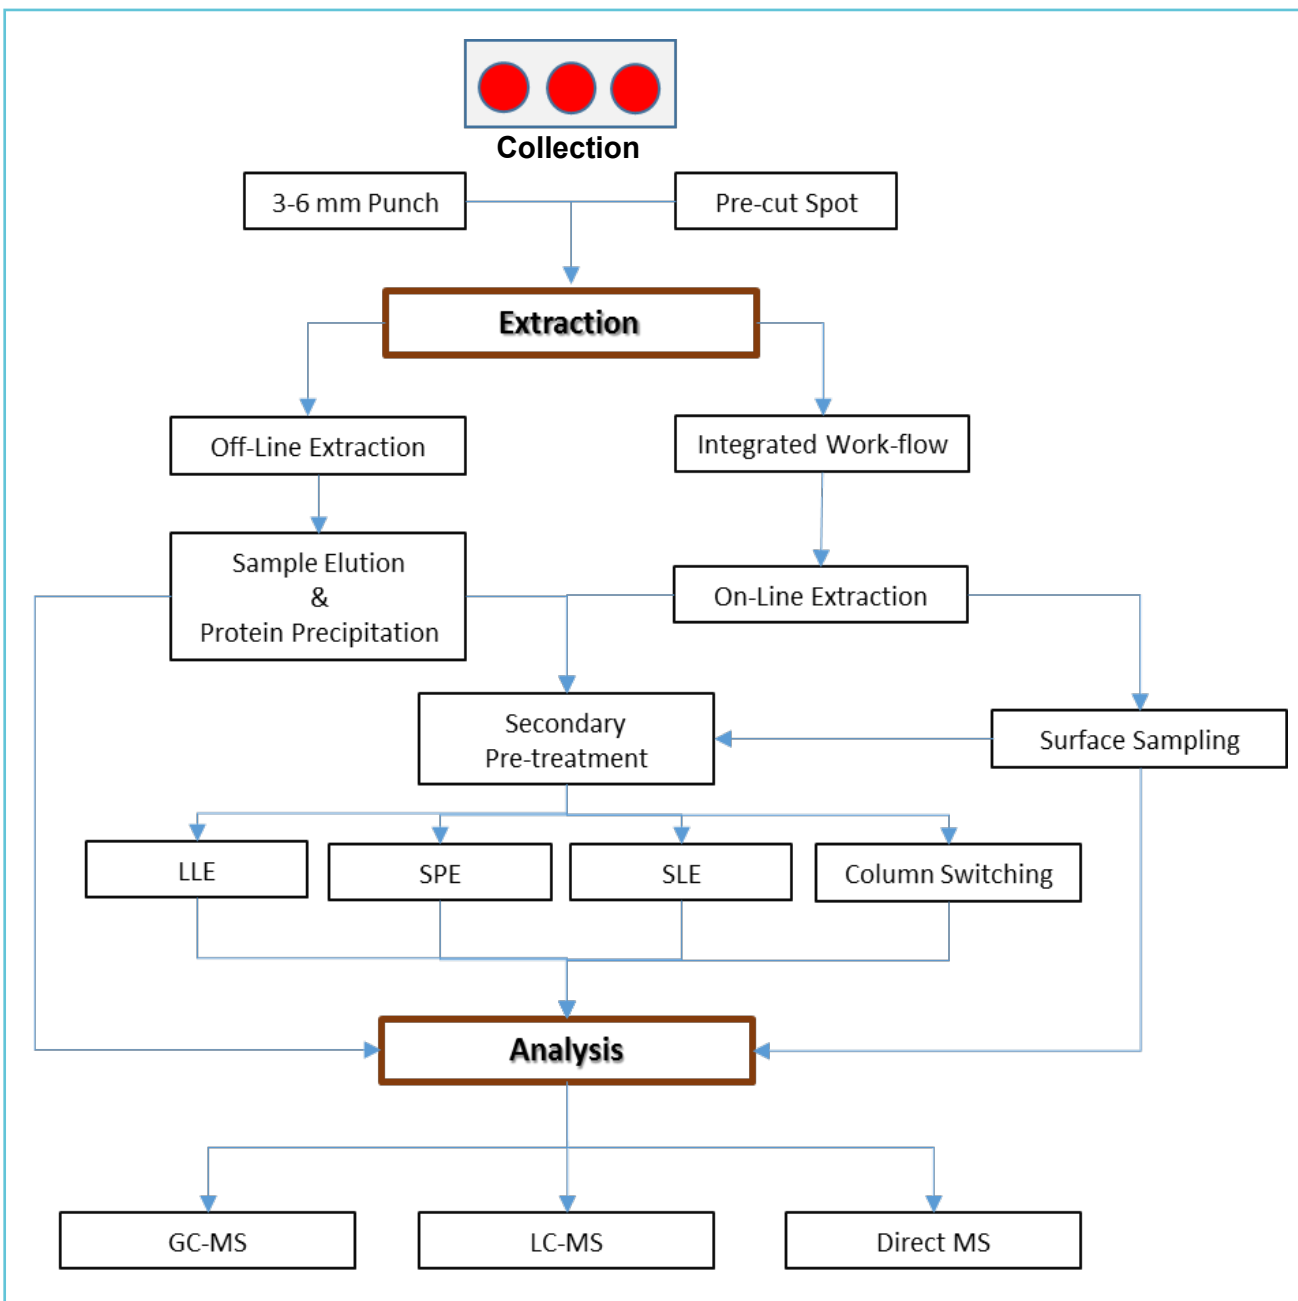 Collection
3-6 mm Punch
Pre-cut Spot
Extraction
Off-Line Extraction
Integrated Work-flow
Sample Elution
&
Protein Precipitation
On-Line Extraction
Secondary
Pre-treatment
Surface Sampling
LLE
SPE
SLE
Column Switching
Analysis
GC-MS
LC-MS
Direct MS